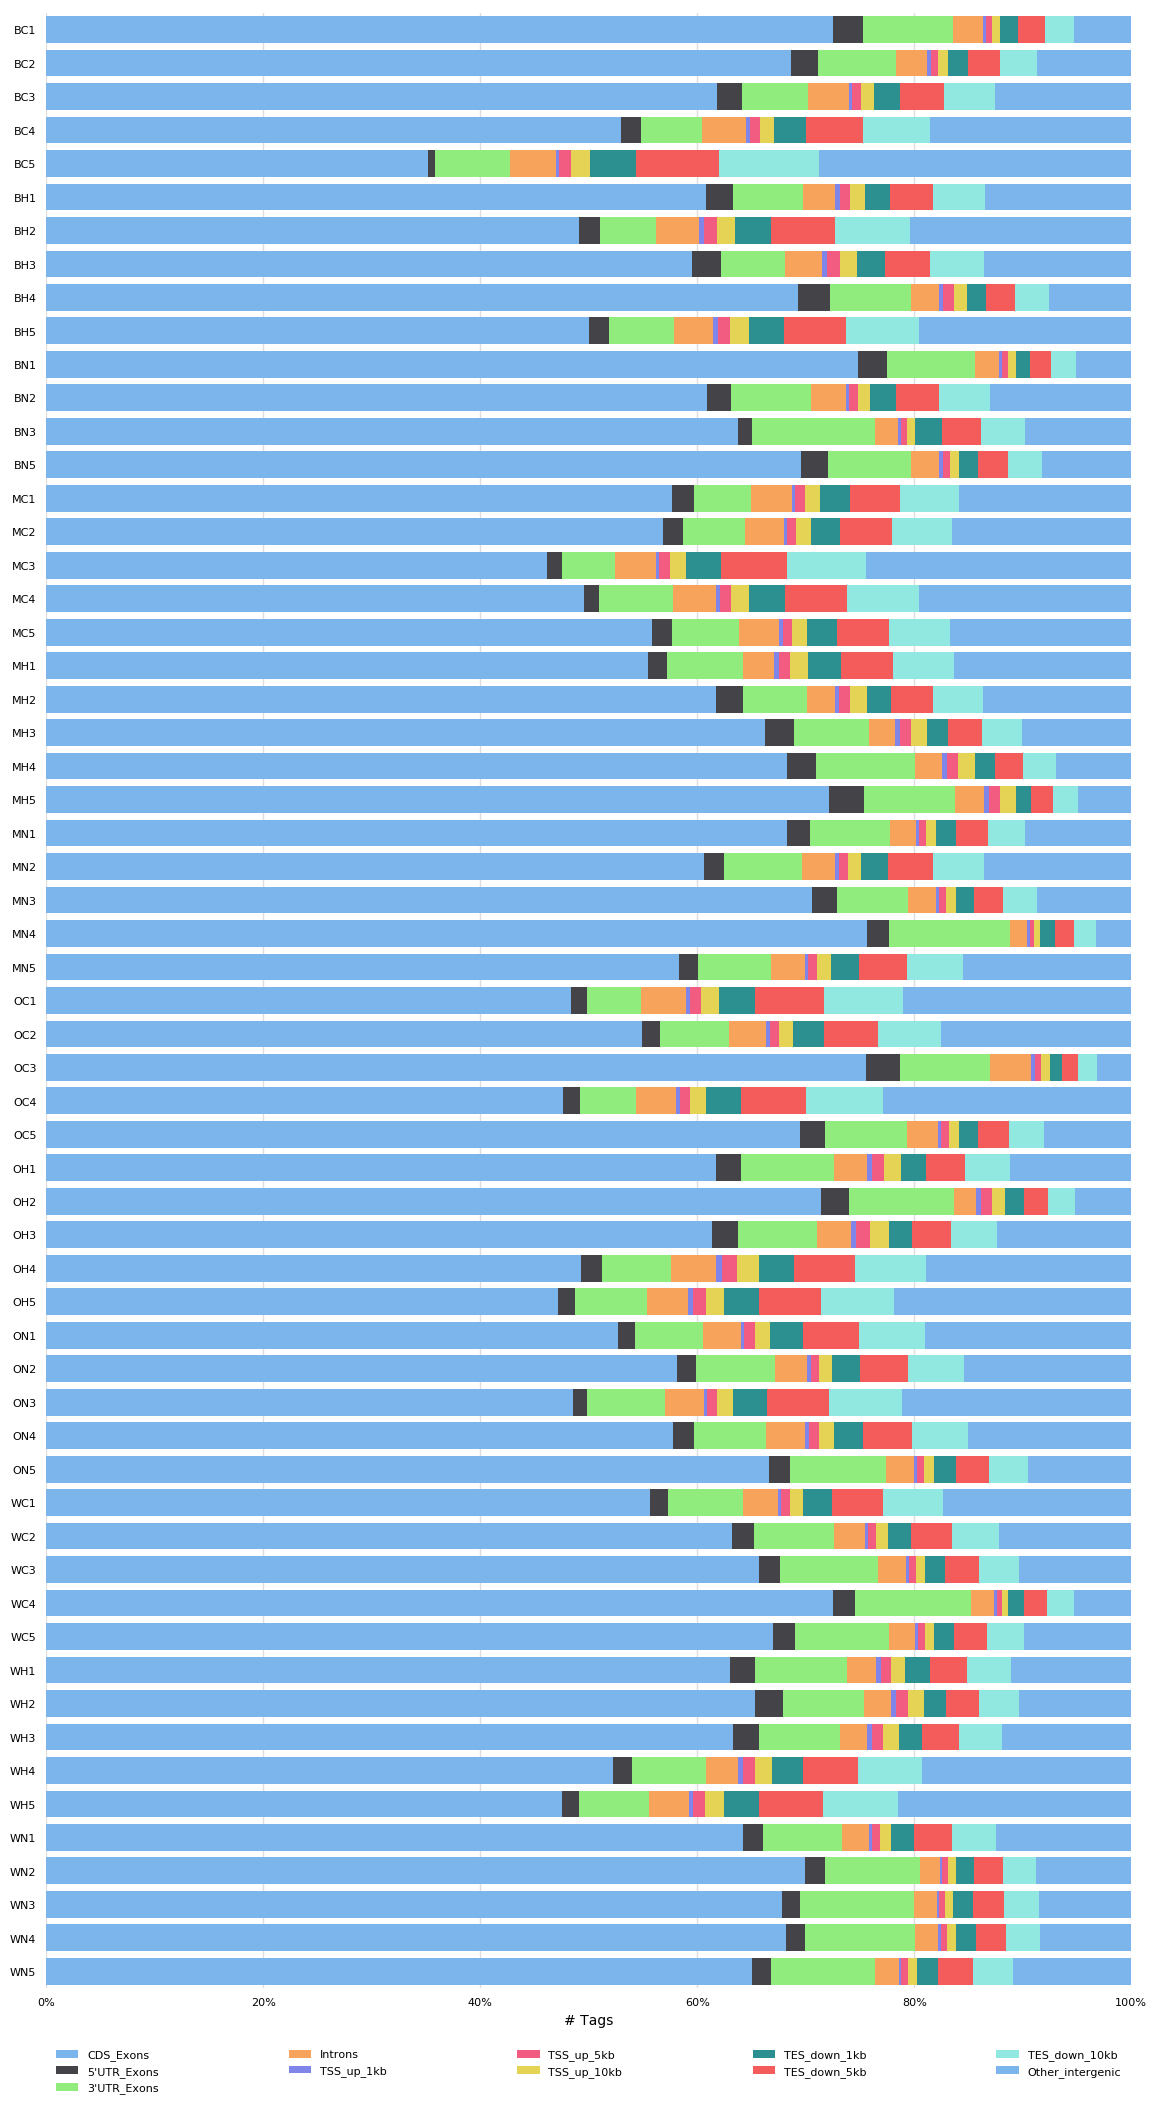 BC1
BC2
BC3
BC4
BC5
BH1
BH2
BH3
BH4
BH5
BN1
BN2
BN3
BN5
MC1
MC2
MC3
MC4
MC5
MH1
MH2
MH3
MH4
MH5
MN1
MN2
MN3
MN4
MN5
OC1
OC2
OC3
OC4
OC5
OH1
OH2
OH3
OH4
OH5
ON1
ON2
ON3
ON4
ON5
WC1
WC2
WC3
WC4
WC5
WH1
WH2
WH3
WH4
WH5
WN1
WN2
WN3
WN4
WN5
0% 20% 40% 60% 80% 100%
# Tags
CDS_Exons Introns TSS_up_5kb TES_down_1kb TES_down_10kb
5'UTR_Exons TSS_up_1kb TSS_up_10kb TES_down_5kb Other_intergenic
3'UTR_Exons